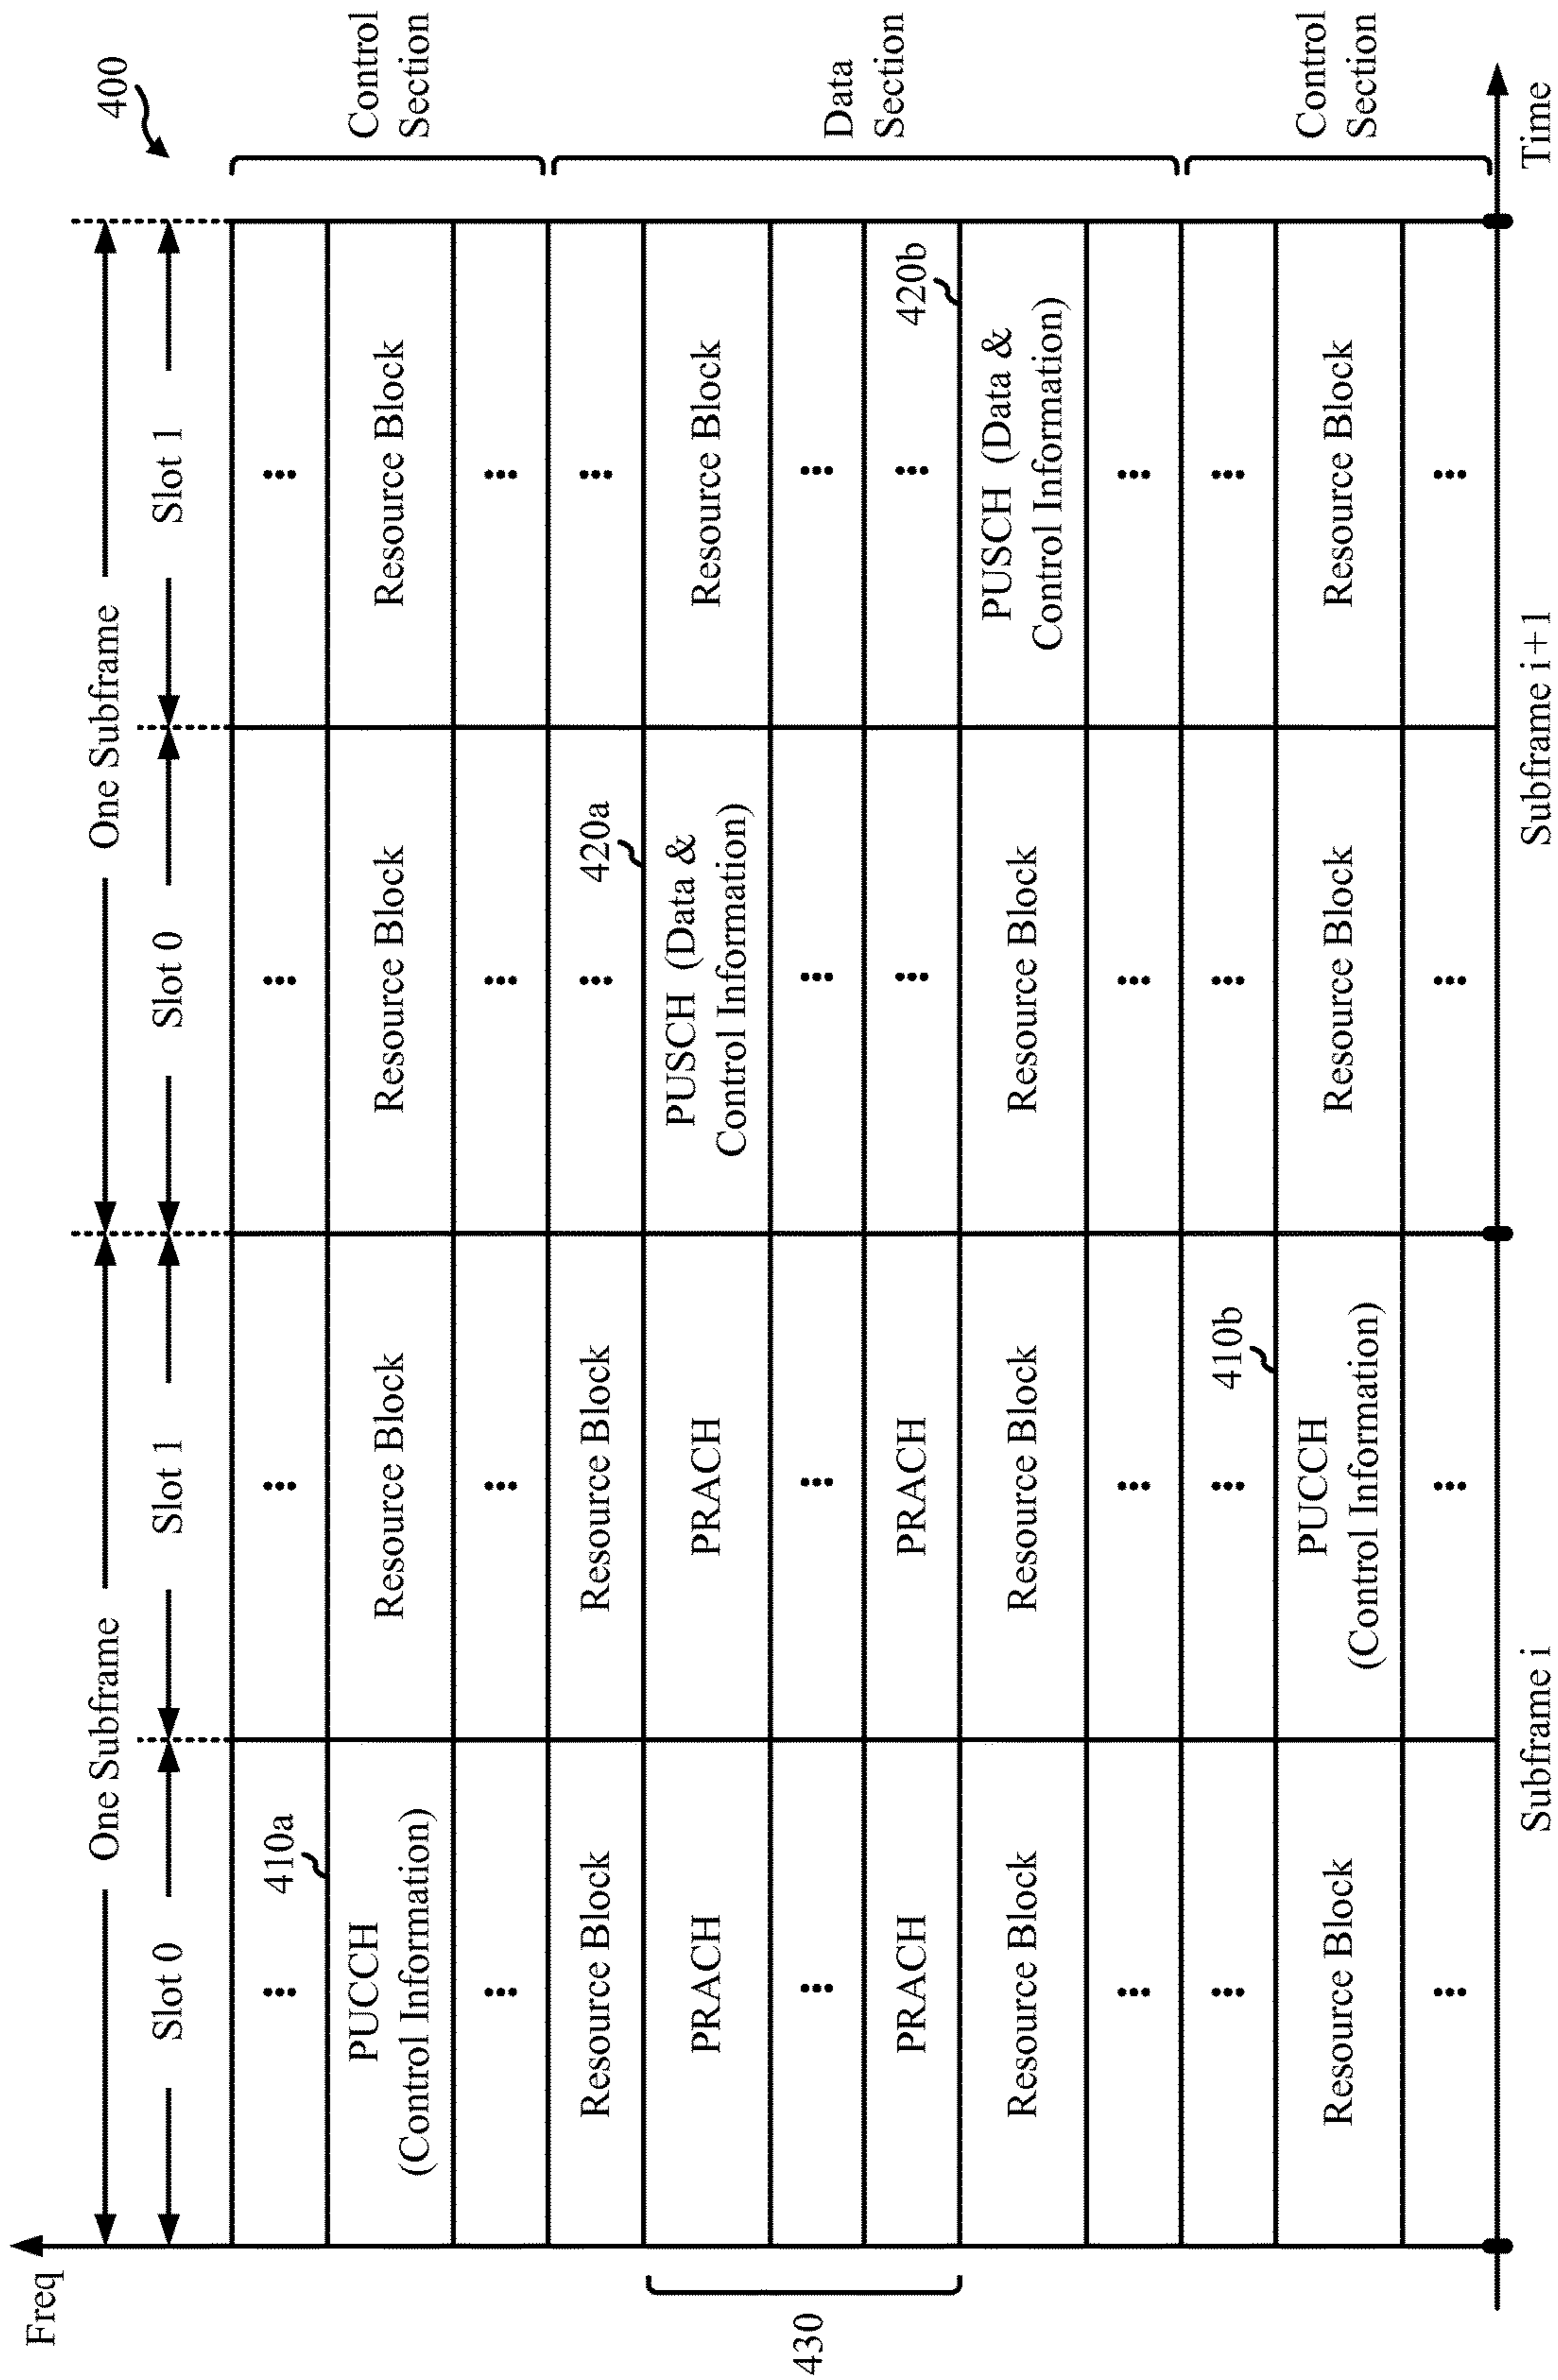 400
Freq
One Subframe
One Subframe
Slot 0
Slot 1
Slot 0
Slot 1
Control
Section
Data
Section
Control
Section
430
410a
PUCCH
(Control Information)
Resource Block
Resource Block
Resource Block
Resource Block
Resource Block
PRACH
PRACH
420a
PUSCH (Data &
Control Information)
Resource Block
PRACH
PRACH
420b
Resource Block
Resource Block
Resource Block
PUSCH (Data &
Control Information)
410b
Resource Block
PUCCH
(Control Information)
Resource Block
Resource Block
Subframe i
Subframe i+1
Time